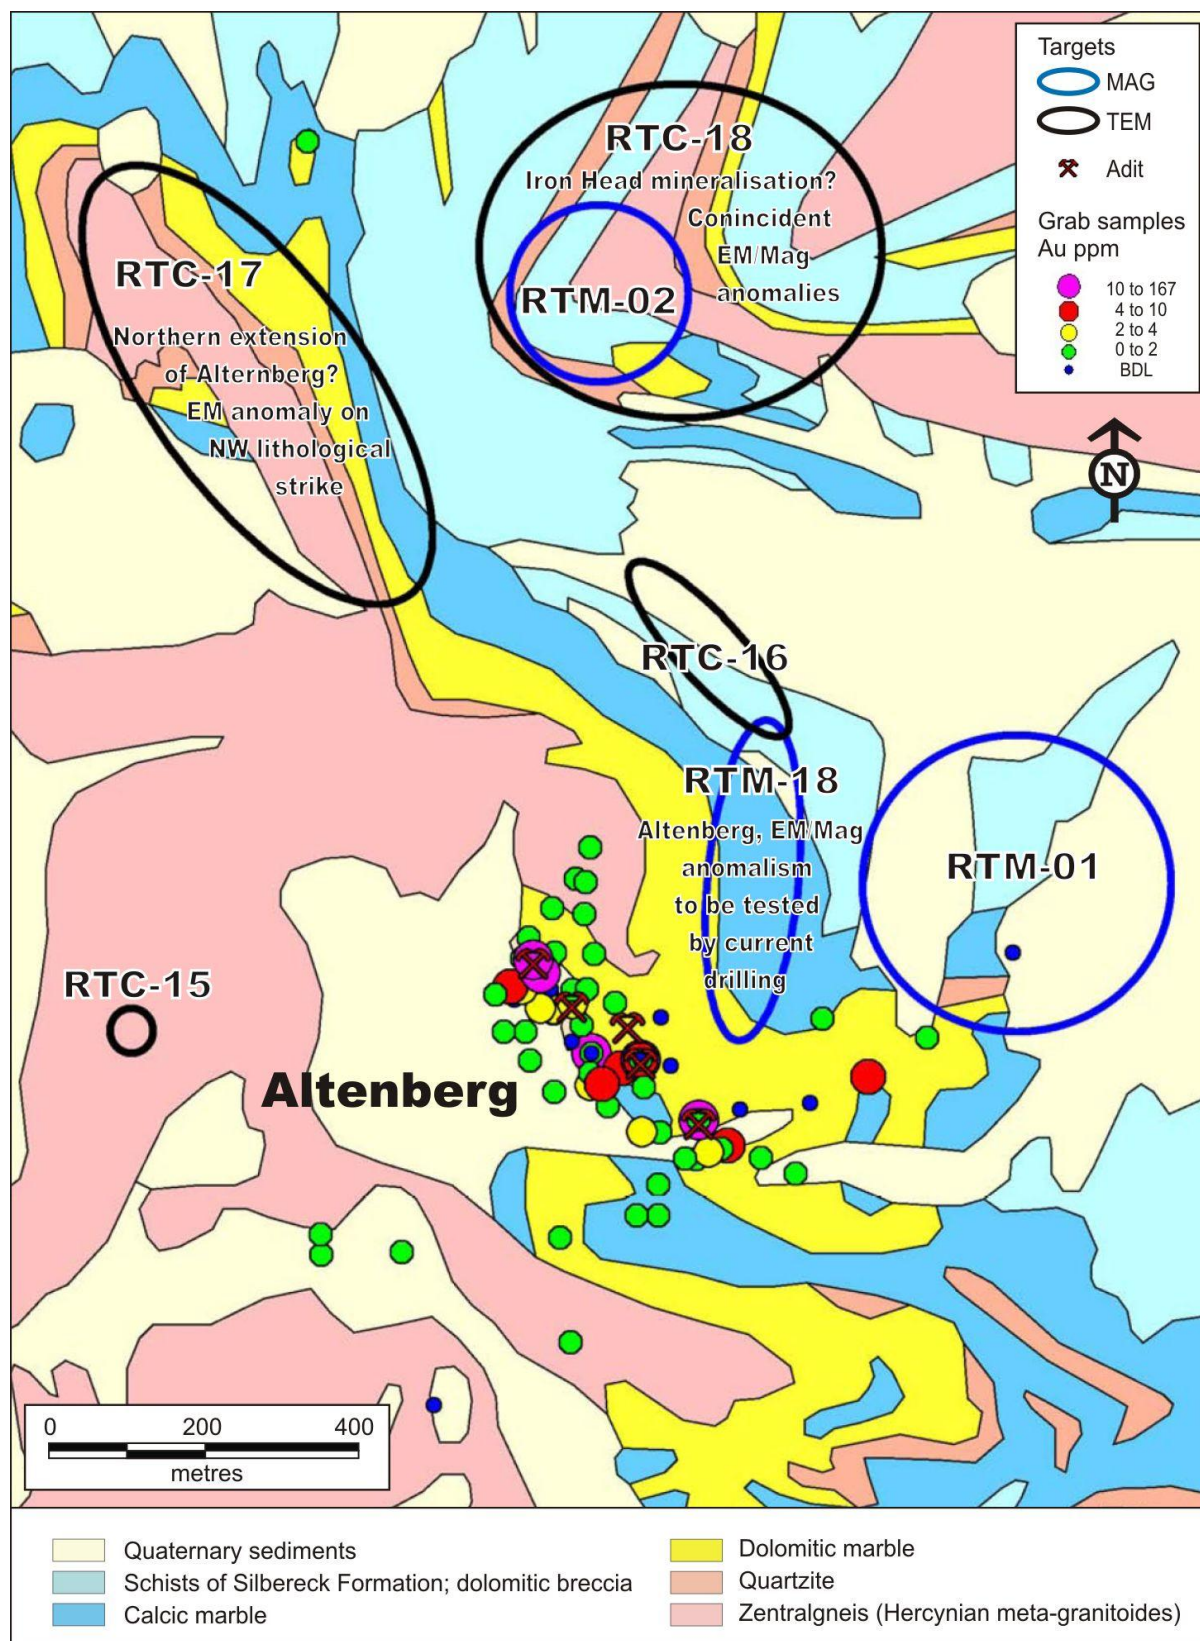 Targets
MAG
TEM
Adit
Grab samples
Au ppm
10 to 167
4 to 10
2 to 4
0 to 2
BDL
N
RTC-18
Iron Head mineralisation?
Conincident
EM/Mag
anomalies
RTM-02
RTC-17
Northern extension
of Alternberg?
EM anomaly on
NW lithological
strike
RTC-16
RTM-18
Altenberg, EM/Mag
anomalism
to be tested
by current
drilling
RTM-01
RTC-15
Altenberg
0 200 400
metres
Quaternary sediments
Schists of Silbereck Formation; dolomitic breccia
Calcic marble
Dolomitic marble
Quartzite
Zentralgneis (Hercynian meta-granitoides)